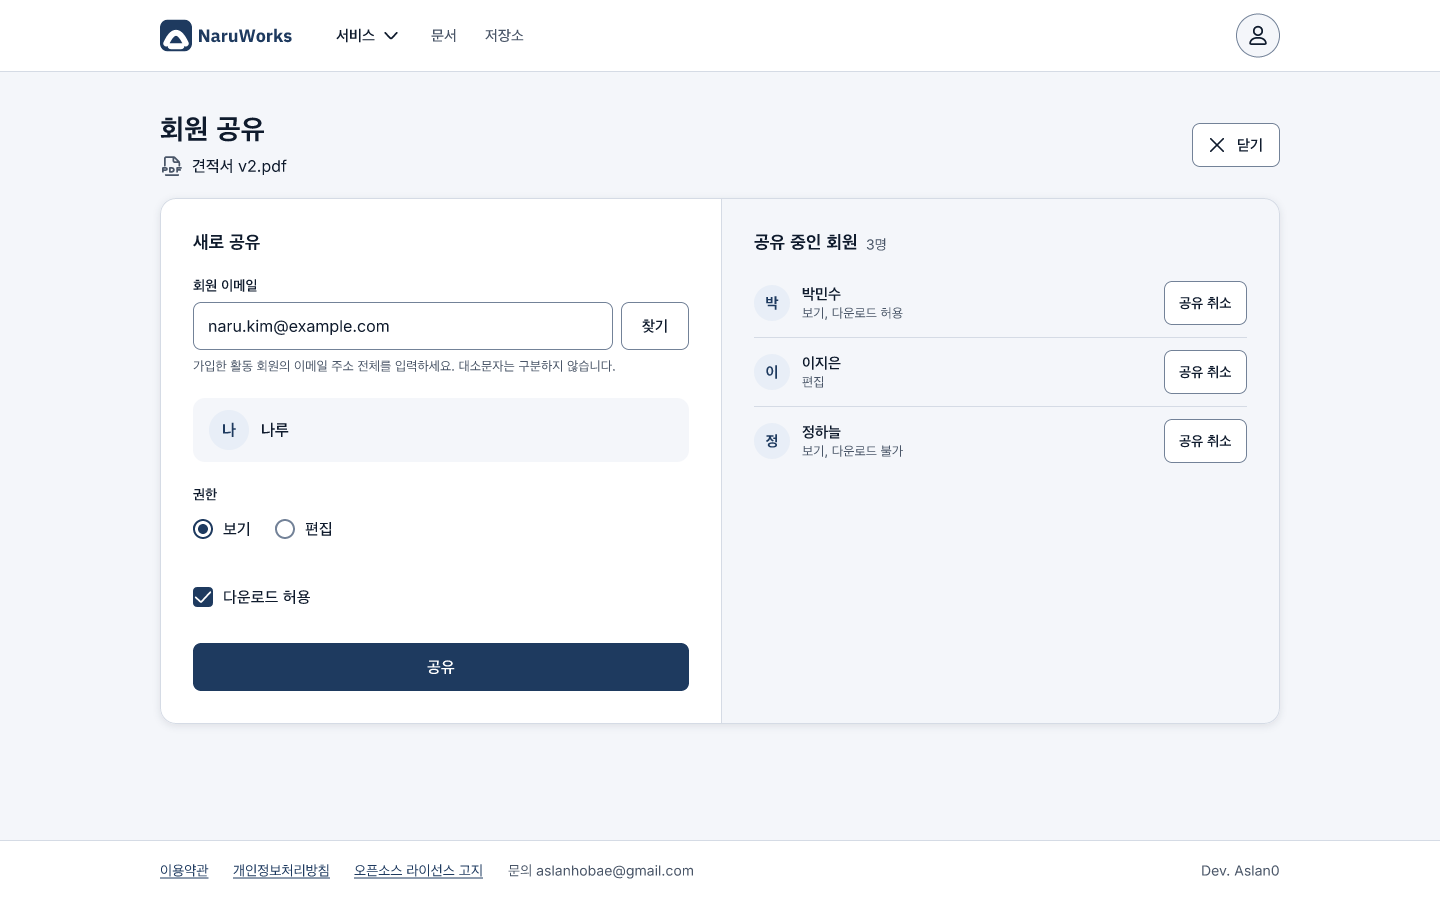 NaruWorks 서비스 문서 저장소
회원 공유
PDF 견적서 v2.pdf
닫기
새로 공유
회원 이메일
naru.kim@example.com 찾기
가입한 활동 회원의 이메일 주소 전체를 입력하세요. 대소문자는 구분하지 않습니다.
나 나루
권한
보기 편집
다운로드 허용
공유
공유 중인 회원 3명
박 박민수
보기, 다운로드 허용
공유 취소
이 이지은
편집
공유 취소
정 정하늘
보기, 다운로드 불가
공유 취소
이용약관 개인정보처리방침 오픈소스 라이선스 고지 문의 aslanhobae@gmail.com Dev. Aslan0